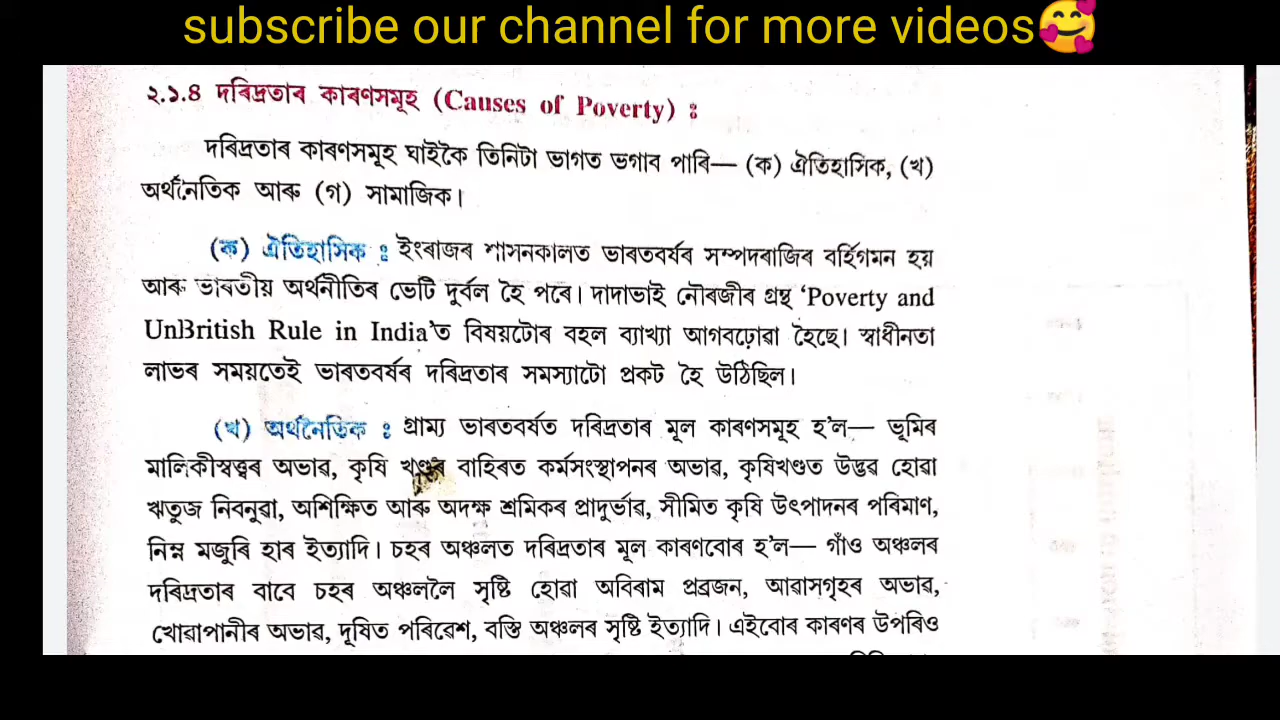 subscribe our channel for more videos🥰
২.১.৪ দৰিদ্ৰতাৰ কাৰণসমূহ (Causes of Poverty) ঃ
দৰিদ্ৰতাৰ কাৰণসমূহ ঘাইকৈ তিনিটা ভাগত ভগাব পাৰি— (ক) ঐতিহাসিক, (খ)
অৰ্থনৈতিক আৰু (গ) সামাজিক।
(ক) ঐতিহাসিক ঃ ইংৰাজৰ শাসনকালত ভাৰতবৰ্ষৰ সম্পদৰাজিৰ বৰ্হিগমন হয়
আৰু ভাৰতীয় অৰ্থনীতিৰ ভেটি দুৰ্বল হৈ পৰে। দাদাভাই নৌৰজীৰ গ্ৰন্থ ‘Poverty and
UnBritish Rule in India’ত বিষয়টোৰ বহল ব্যাখ্যা আগবঢ়োৱা হৈছে। স্বাধীনতা
লাভৰ সময়তেই ভাৰতবৰ্ষৰ দৰিদ্ৰতাৰ সমস্যাটো প্ৰকট হৈ উঠিছিল।
(খ) অৰ্থনৈতিক ঃ গ্ৰাম্য ভাৰতবৰ্ষত দৰিদ্ৰতাৰ মূল কাৰণসমূহ হ’ল— ভূমিৰ
মালিকীস্বত্ত্বৰ অভাৱ, কৃষি খণ্ডৰ বাহিৰত কৰ্মসংস্থাপনৰ অভাৱ, কৃষিখণ্ডত উদ্ভৱ হোৱা
ঋতুজ নিবনুৱা, অশিক্ষিত আৰু অদক্ষ শ্ৰমিকৰ প্ৰাদুৰ্ভাৱ, সীমিত কৃষি উৎপাদনৰ পৰিমাণ,
নিম্ন মজুৰি হাৰ ইত্যাদি। চহৰ অঞ্চলত দৰিদ্ৰতাৰ মূল কাৰণবোৰ হ’ল— গাঁও অঞ্চলৰ
দৰিদ্ৰতাৰ বাবে চহৰ অঞ্চললৈ সৃষ্টি হোৱা অবিৰাম প্ৰব্ৰজন, আৱাসগৃহৰ অভাৱ,
খোৱাপানীৰ অভাৱ, দূষিত পৰিৱেশ, বস্তি অঞ্চলৰ সৃষ্টি ইত্যাদি। এইবোৰ কাৰণৰ উপৰিও